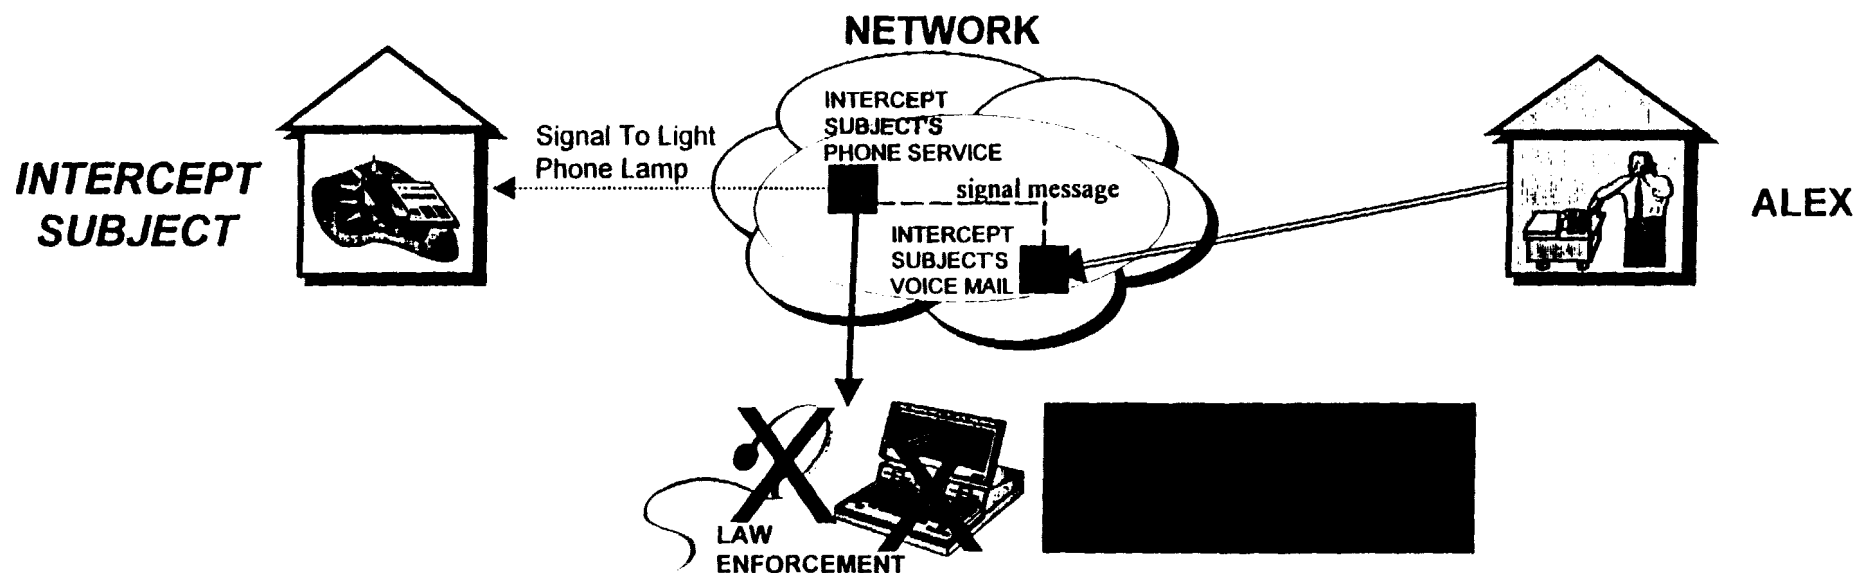 NETWORK
INTERCEPT
SUBJECT'S
PHONE SERVICE
Signal To Light
Phone Lamp
INTERCEPT
SUBJECT
signal message
ALEX
INTERCEPT
SUBJECT'S
VOICE MAIL
LAW
ENFORCEMENT